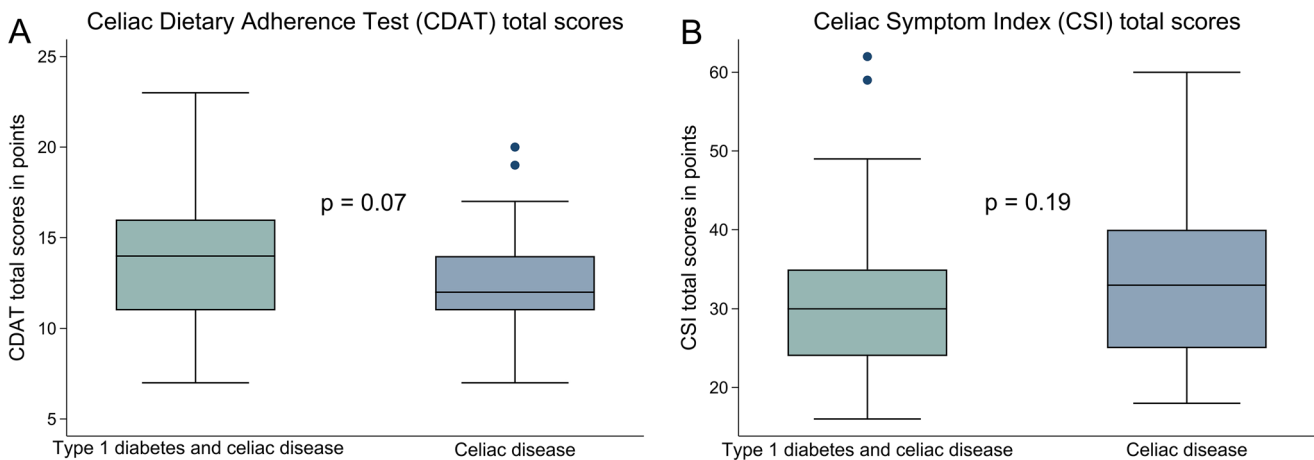 A
Celiac Dietary Adherence Test (CDAT) total scores
CDAT total scores in points
25
20
15
10
5
p = 0.07
Type 1 diabetes and celiac disease
Celiac disease
B
Celiac Symptom Index (CSI) total scores
CSI total scores in points
60
50
40
30
20
p = 0.19
Type 1 diabetes and celiac disease
Celiac disease